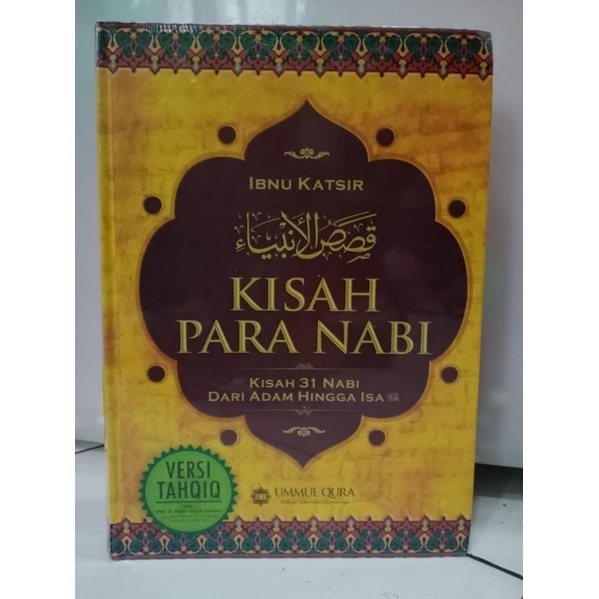 IBNU KATSIR
قصص الأنبياء
KISAH
PARA NABI
KISAH 31 NABI
DARI ADAM HINGGA ISA
VERSI
TAHQIQ
UMMUL QURA